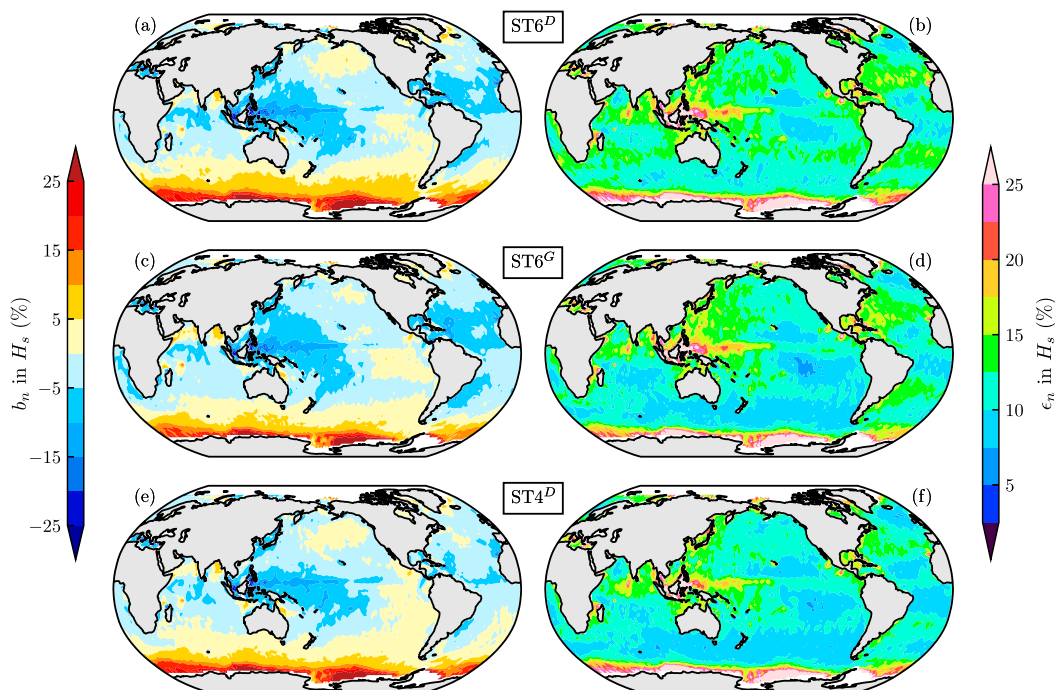 (a)
ST6^D
(b)
25
15
5
−5
−15
−25
b_n in H_s (%)
(c)
ST6^G
(d)
25
20
15
10
5
ϵ_n in H_s (%)
(e)
ST4^D
(f)